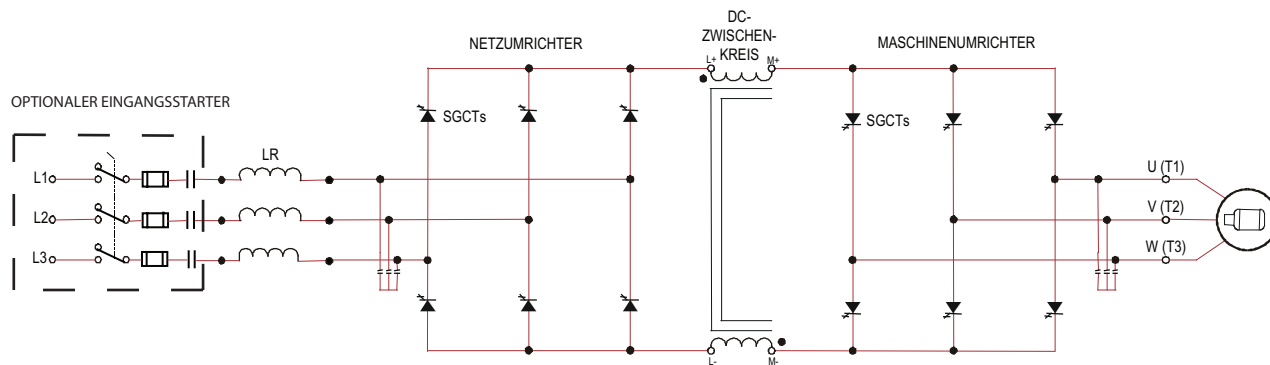 DC-
ZWISCHEN-
KREIS
NETZUMRICHTER
MASCHINENUMRICHTER
L+
M+
OPTIONALER EINGANGSSTARTER
SGCTs
SGCTs
LR
L1
U (T1)
L2
V (T2)
L3
W (T3)
L-
M-